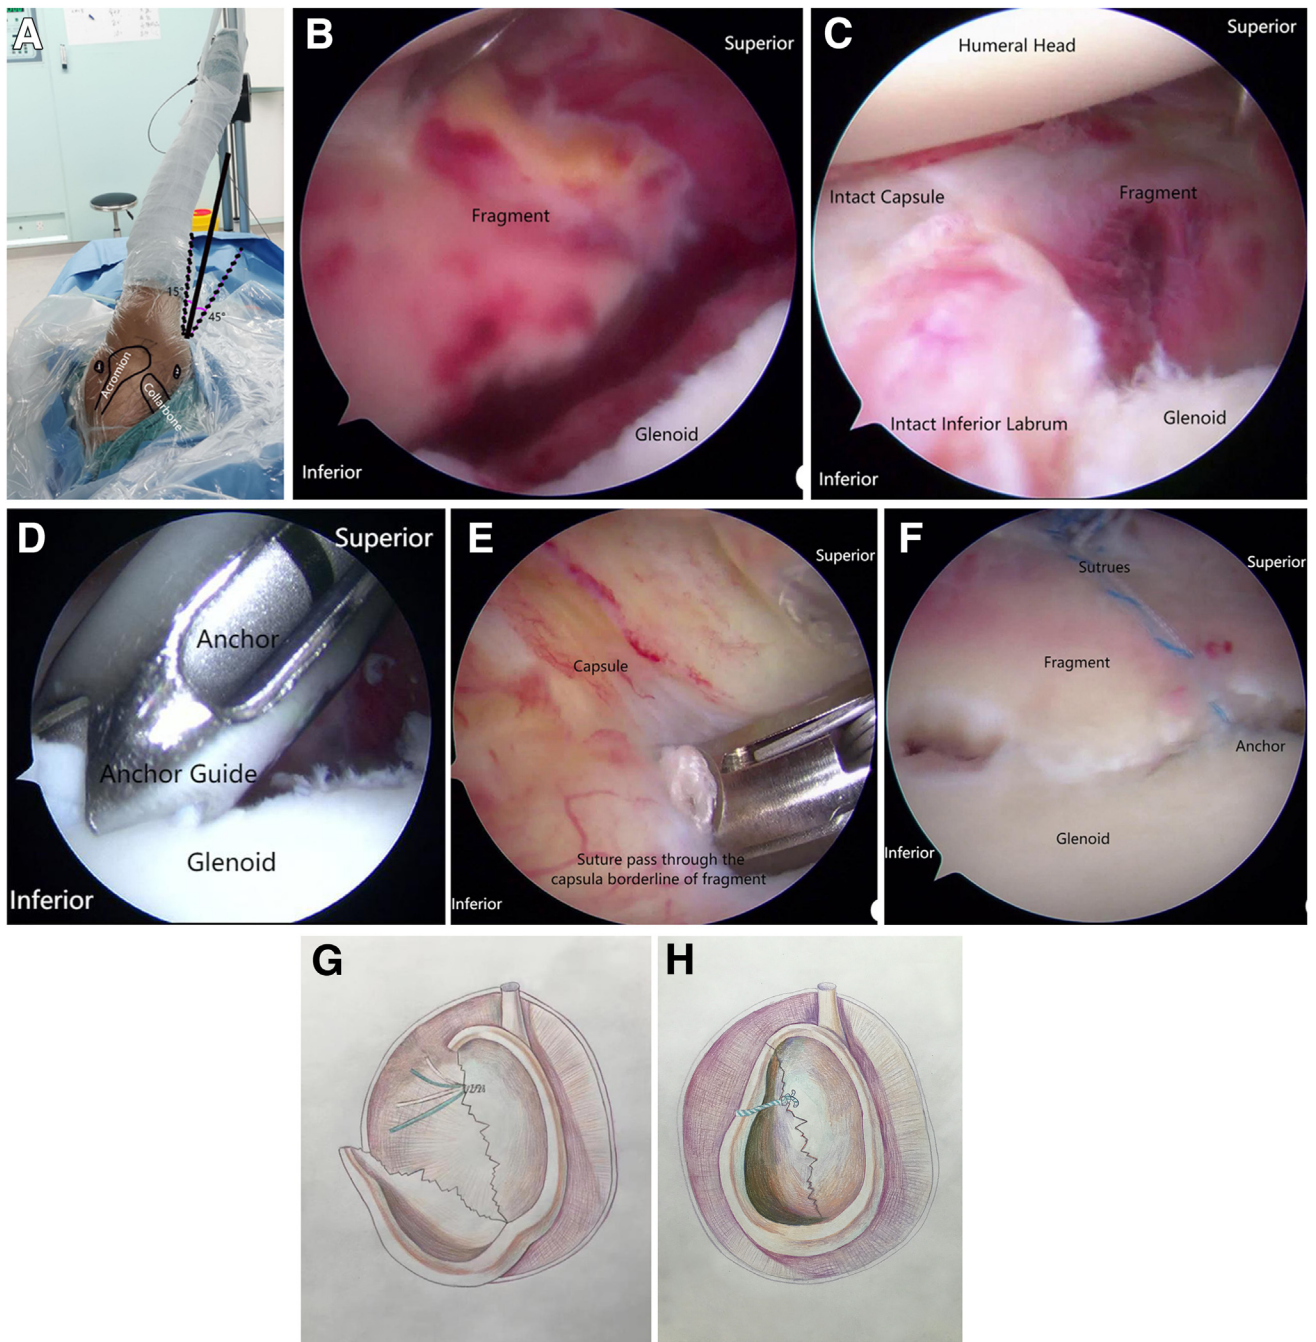 A
15°
45°
Acromion
Collarbone
B
Superior
Fragment
Glenoid
Inferior
C
Humeral Head
Superior
Intact Capsule
Fragment
Intact Inferior Labrum
Glenoid
Inferior
D
Superior
Anchor
Anchor Guide
Glenoid
Inferior
E
Superior
Capsule
Suture pass through the
capsula borderline of fragment
Inferior
F
Sutrues
Superior
Fragment
Anchor
Glenoid
Inferior
G
H